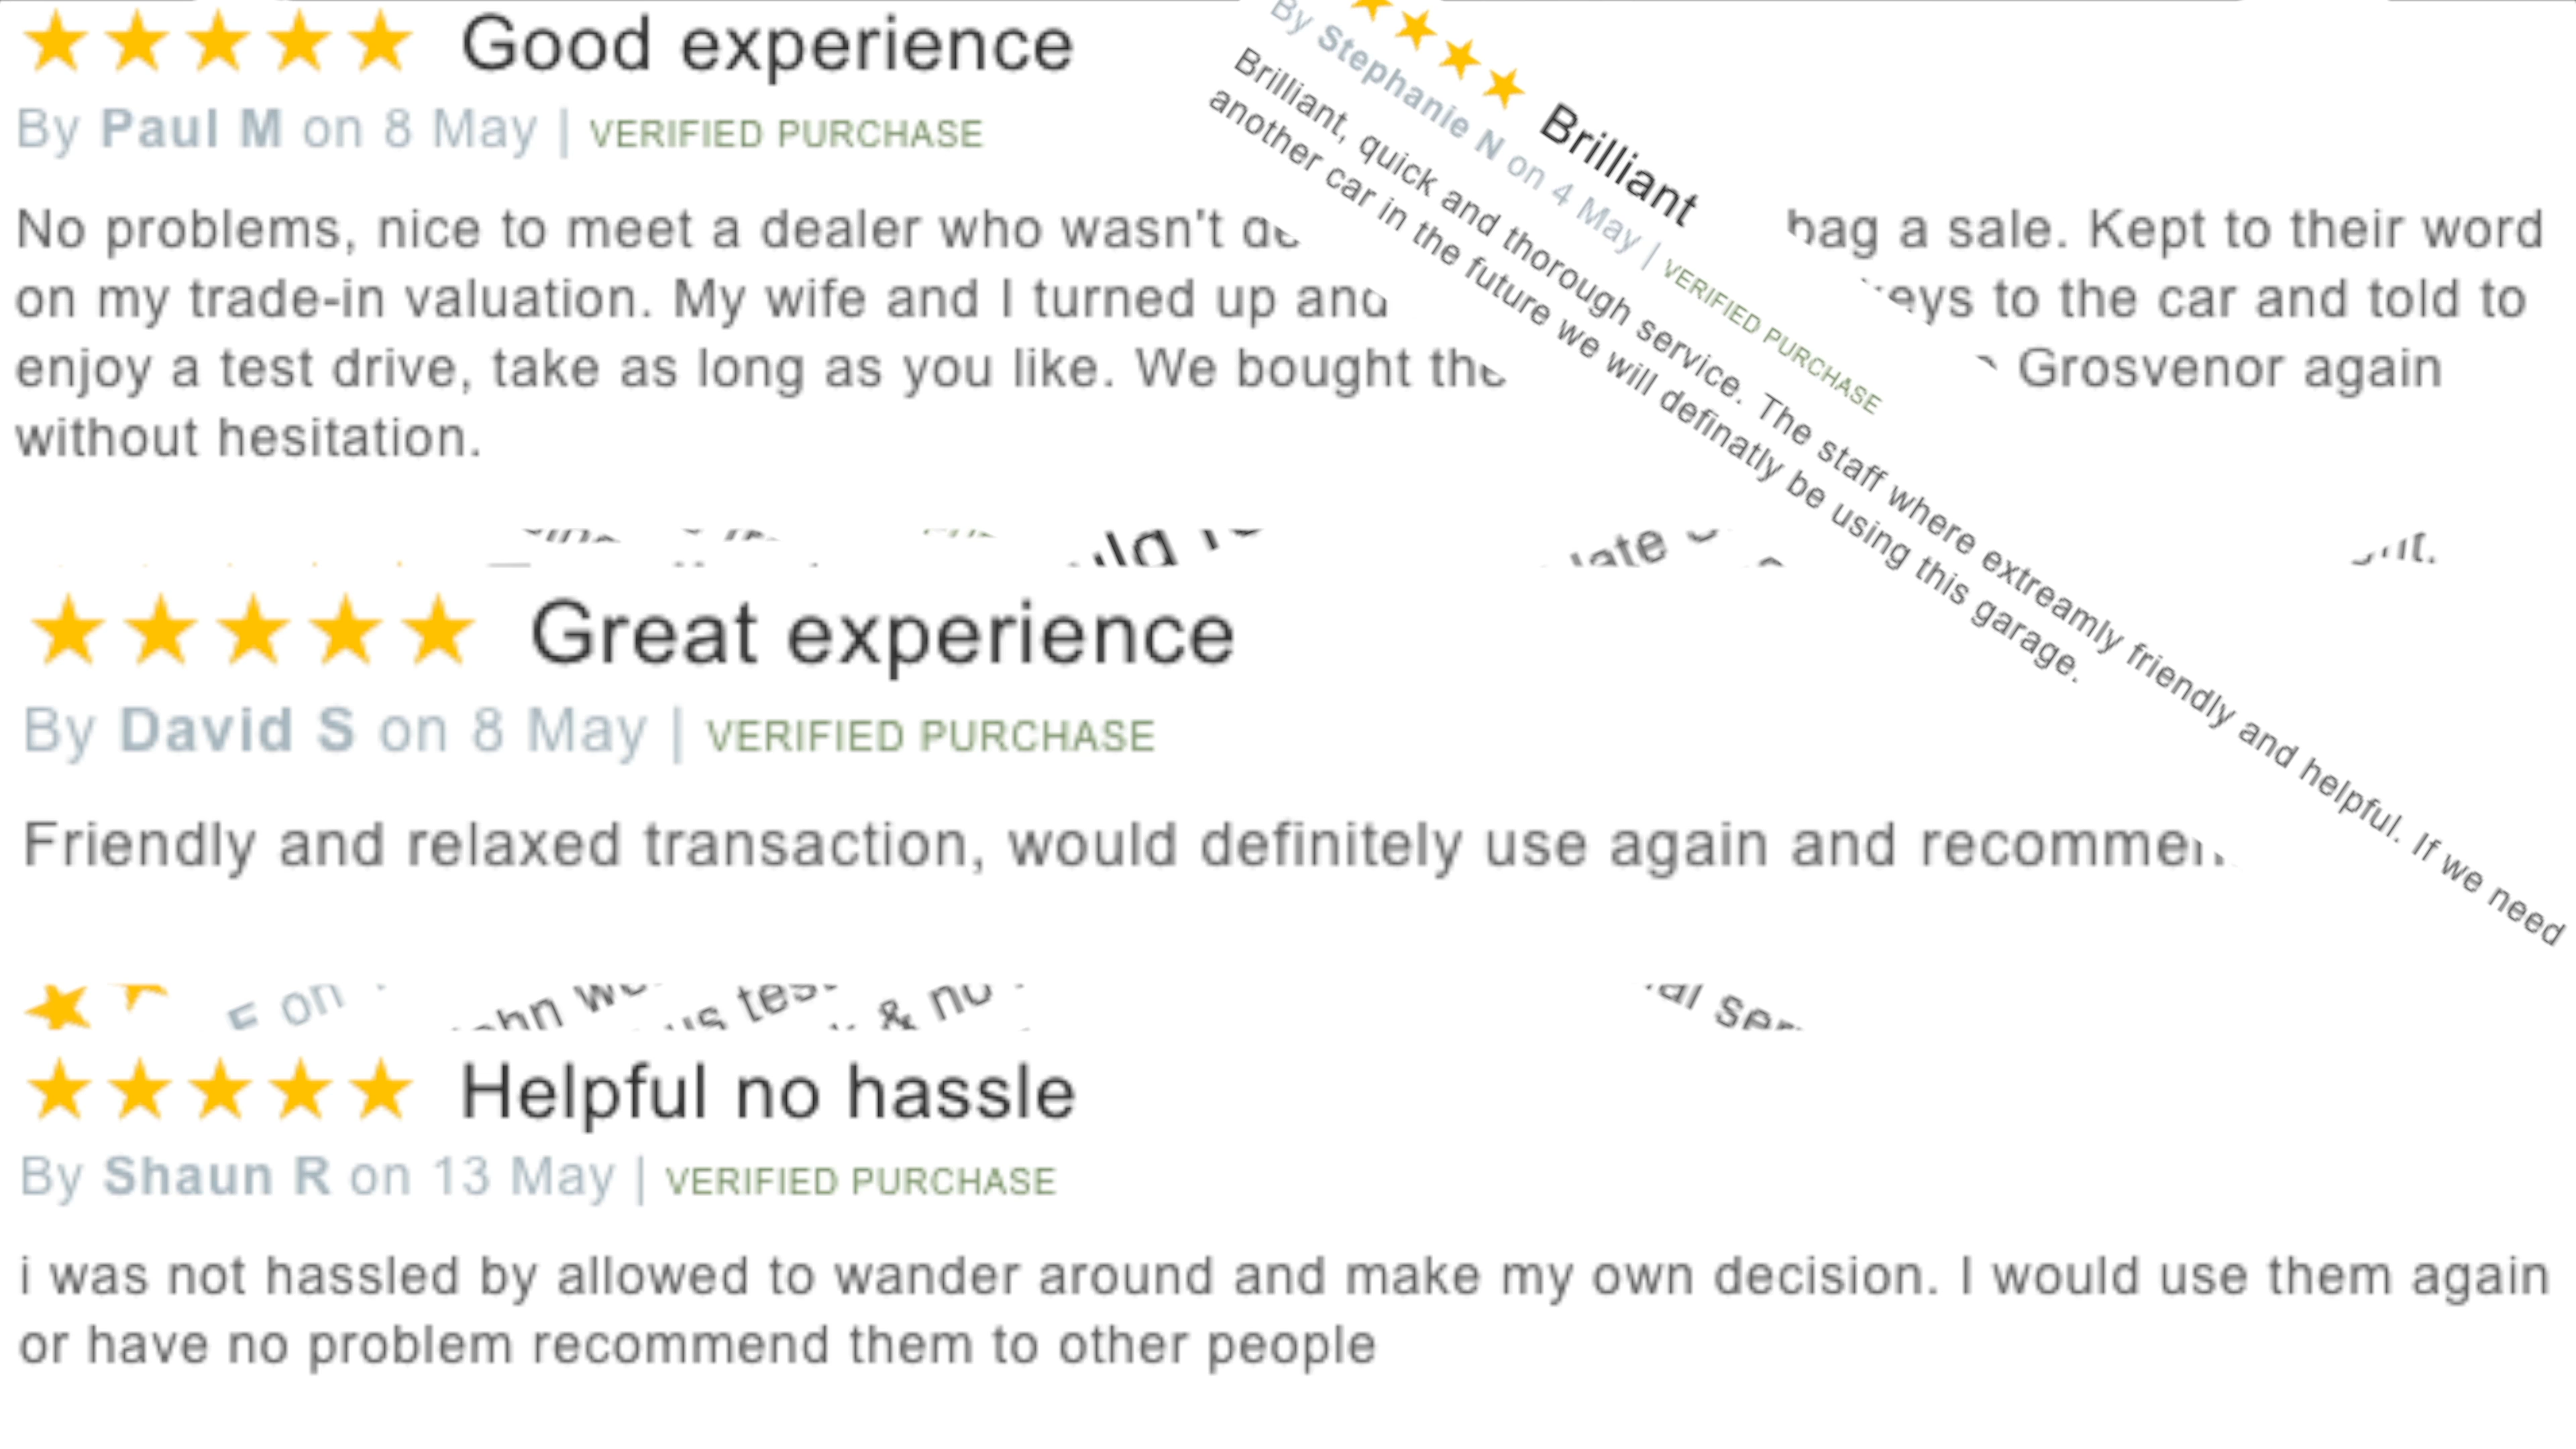 Good experience
By Paul M on 8 May | VERIFIED PURCHASE
No problems, nice to meet a dealer who wasn't
bag a sale. Kept to their word
on my trade-in valuation. My wife and I turned up and
to the car and told to
enjoy a test drive, take as long as you like. We bought the
Grosvenor again
without hesitation.
Brilliant
By Stephanie N on 4 May | VERIFIED PURCHASE
Brilliant, quick and thorough service. The staff where extreamly friendly and helpful. If we need
another car in the future we will definatly be using this garage.
Great experience
By David S on 8 May | VERIFIED PURCHASE
Friendly and relaxed transaction, would definitely use again and
on
& no
Helpful no hassle
By Shaun R on 13 May | VERIFIED PURCHASE
i was not hassled by allowed to wander around and make my own decision. I would use them again
or have no problem recommend them to other people